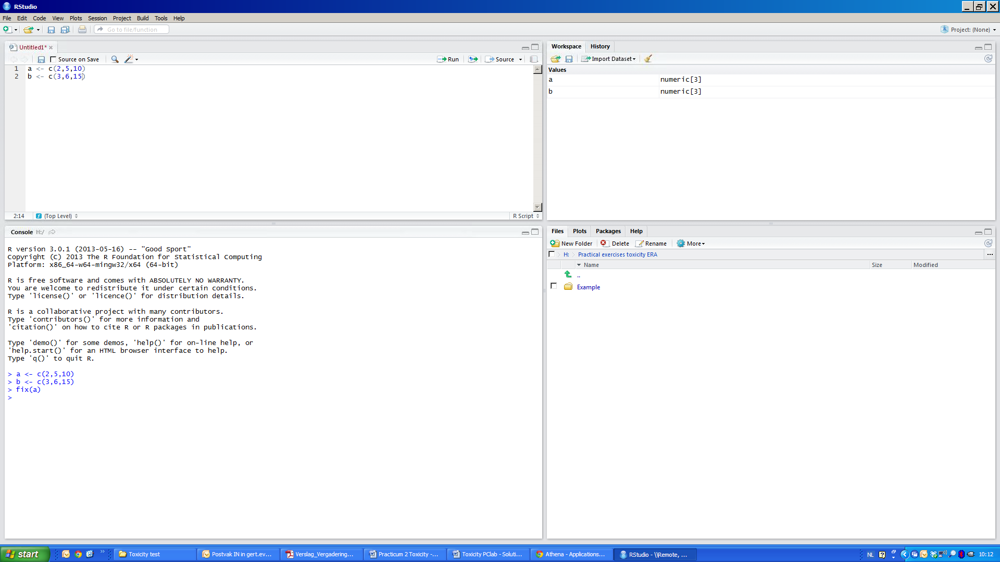 RStudio
File Edit Code View Plots Session Project Build Tools Help
Go to file/function
Project: (None)
Untitled1*
Source on Save
Run
Source
1 a <- c(2,5,10)
2 b <- c(3,6,15)
2:14
(Top Level)
R Script
Workspace History
Import Dataset
Values
a numeric[3]
b numeric[3]
Console H:/
R version 3.0.1 (2013-05-16) -- "Good Sport"
Copyright (C) 2013 The R Foundation for Statistical Computing
Platform: x86_64-w64-mingw32/x64 (64-bit)
R is free software and comes with ABSOLUTELY NO WARRANTY.
You are welcome to redistribute it under certain conditions.
Type 'license()' or 'licence()' for distribution details.
R is a collaborative project with many contributors.
Type 'contributors()' for more information and
'citation()' on how to cite R or R packages in publications.
Type 'demo()' for some demos, 'help()' for on-line help, or
'help.start()' for an HTML browser interface to help.
Type 'q()' to quit R.
> a <- c(2,5,10)
> b <- c(3,6,15)
> fix(a)
>
Files Plots Packages Help
New Folder Delete Rename More
H: Practical exercises toxicity ERA ...
Name Size Modified
..
Example
start
Toxicity test
Postvak IN in gert.ev...
Verslag_Vergadering...
Practicum 2 Toxicity -...
Toxicity PClab - Soluti...
Athena - Applications...
RStudio - \\Remote, ...
NL
10:12